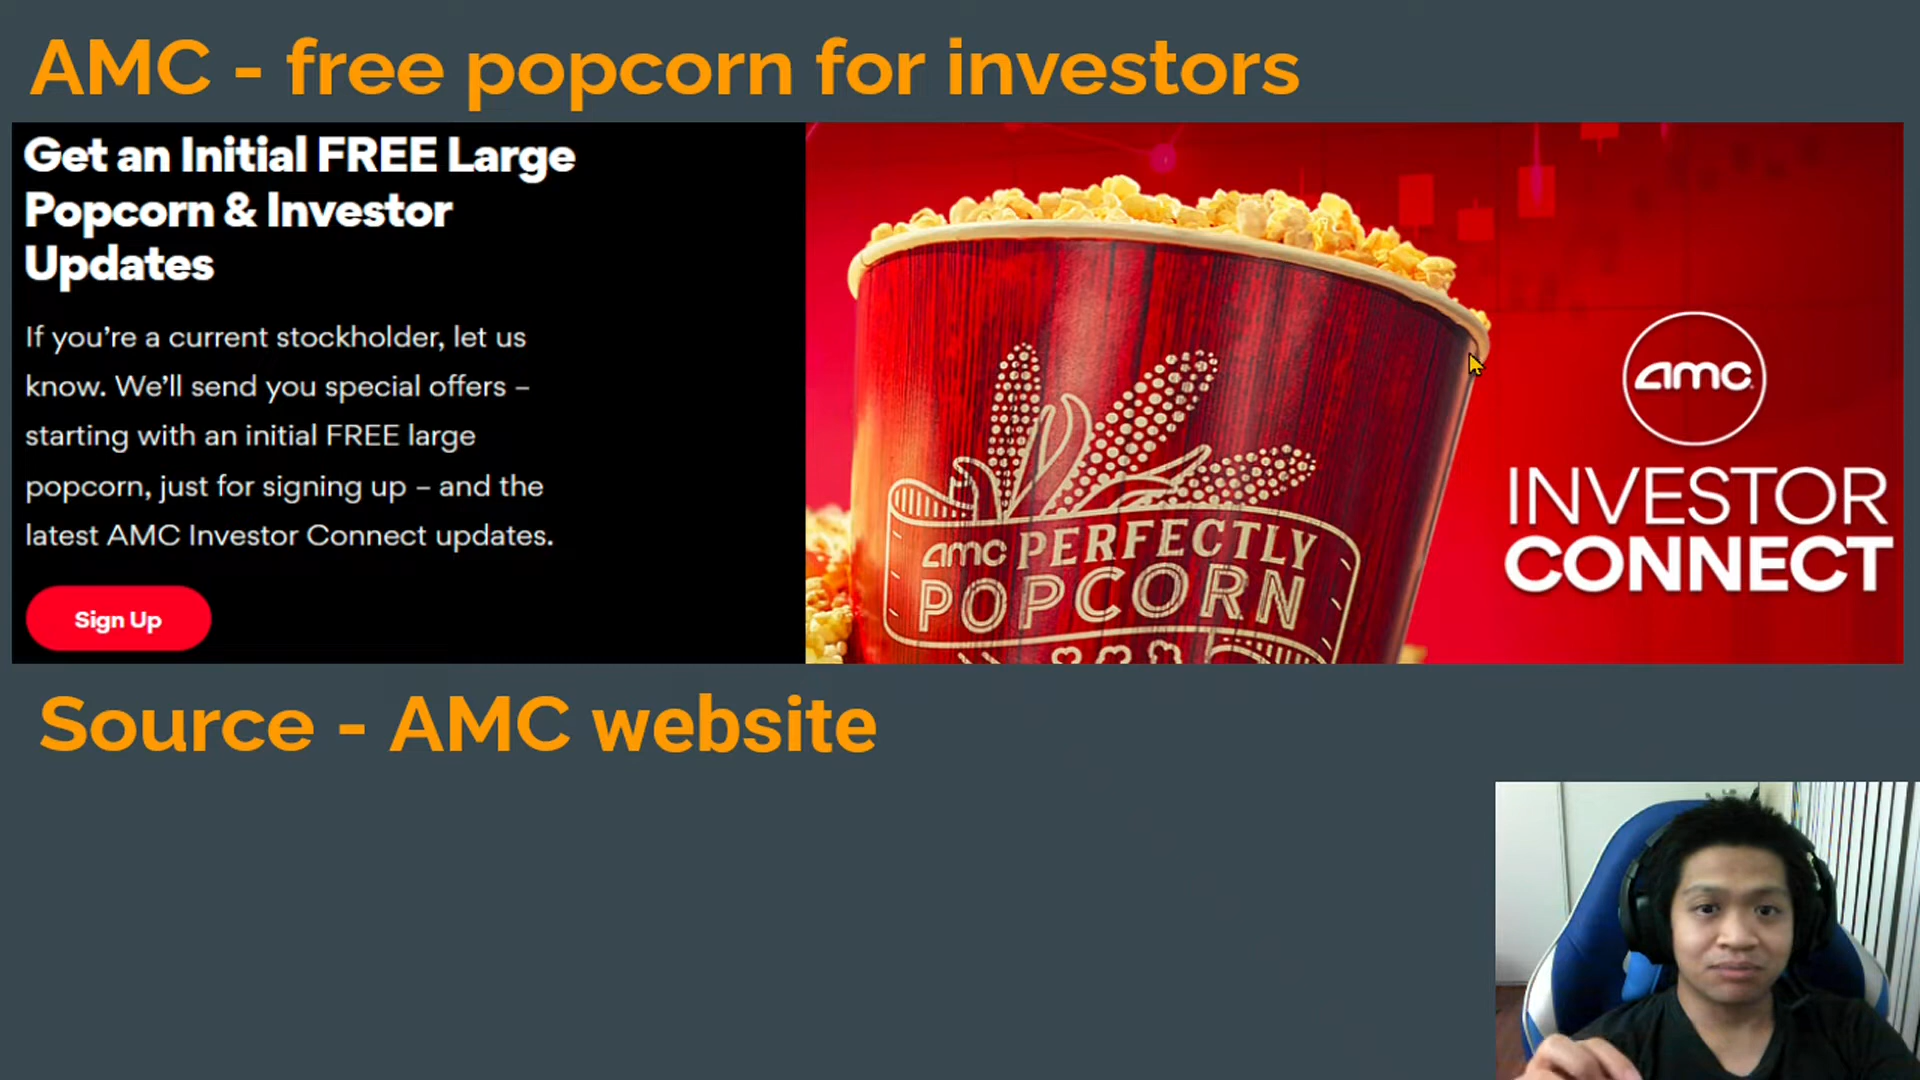 AMC - free popcorn for investors
Get an Initial FREE Large
Popcorn & Investor
Updates
If you’re a current stockholder, let us
know. We’ll send you special offers –
starting with an initial FREE large
popcorn, just for signing up – and the
latest AMC Investor Connect updates.
Sign Up
amc PERFECTLY
POPCORN
amc
INVESTOR
CONNECT
Source - AMC website